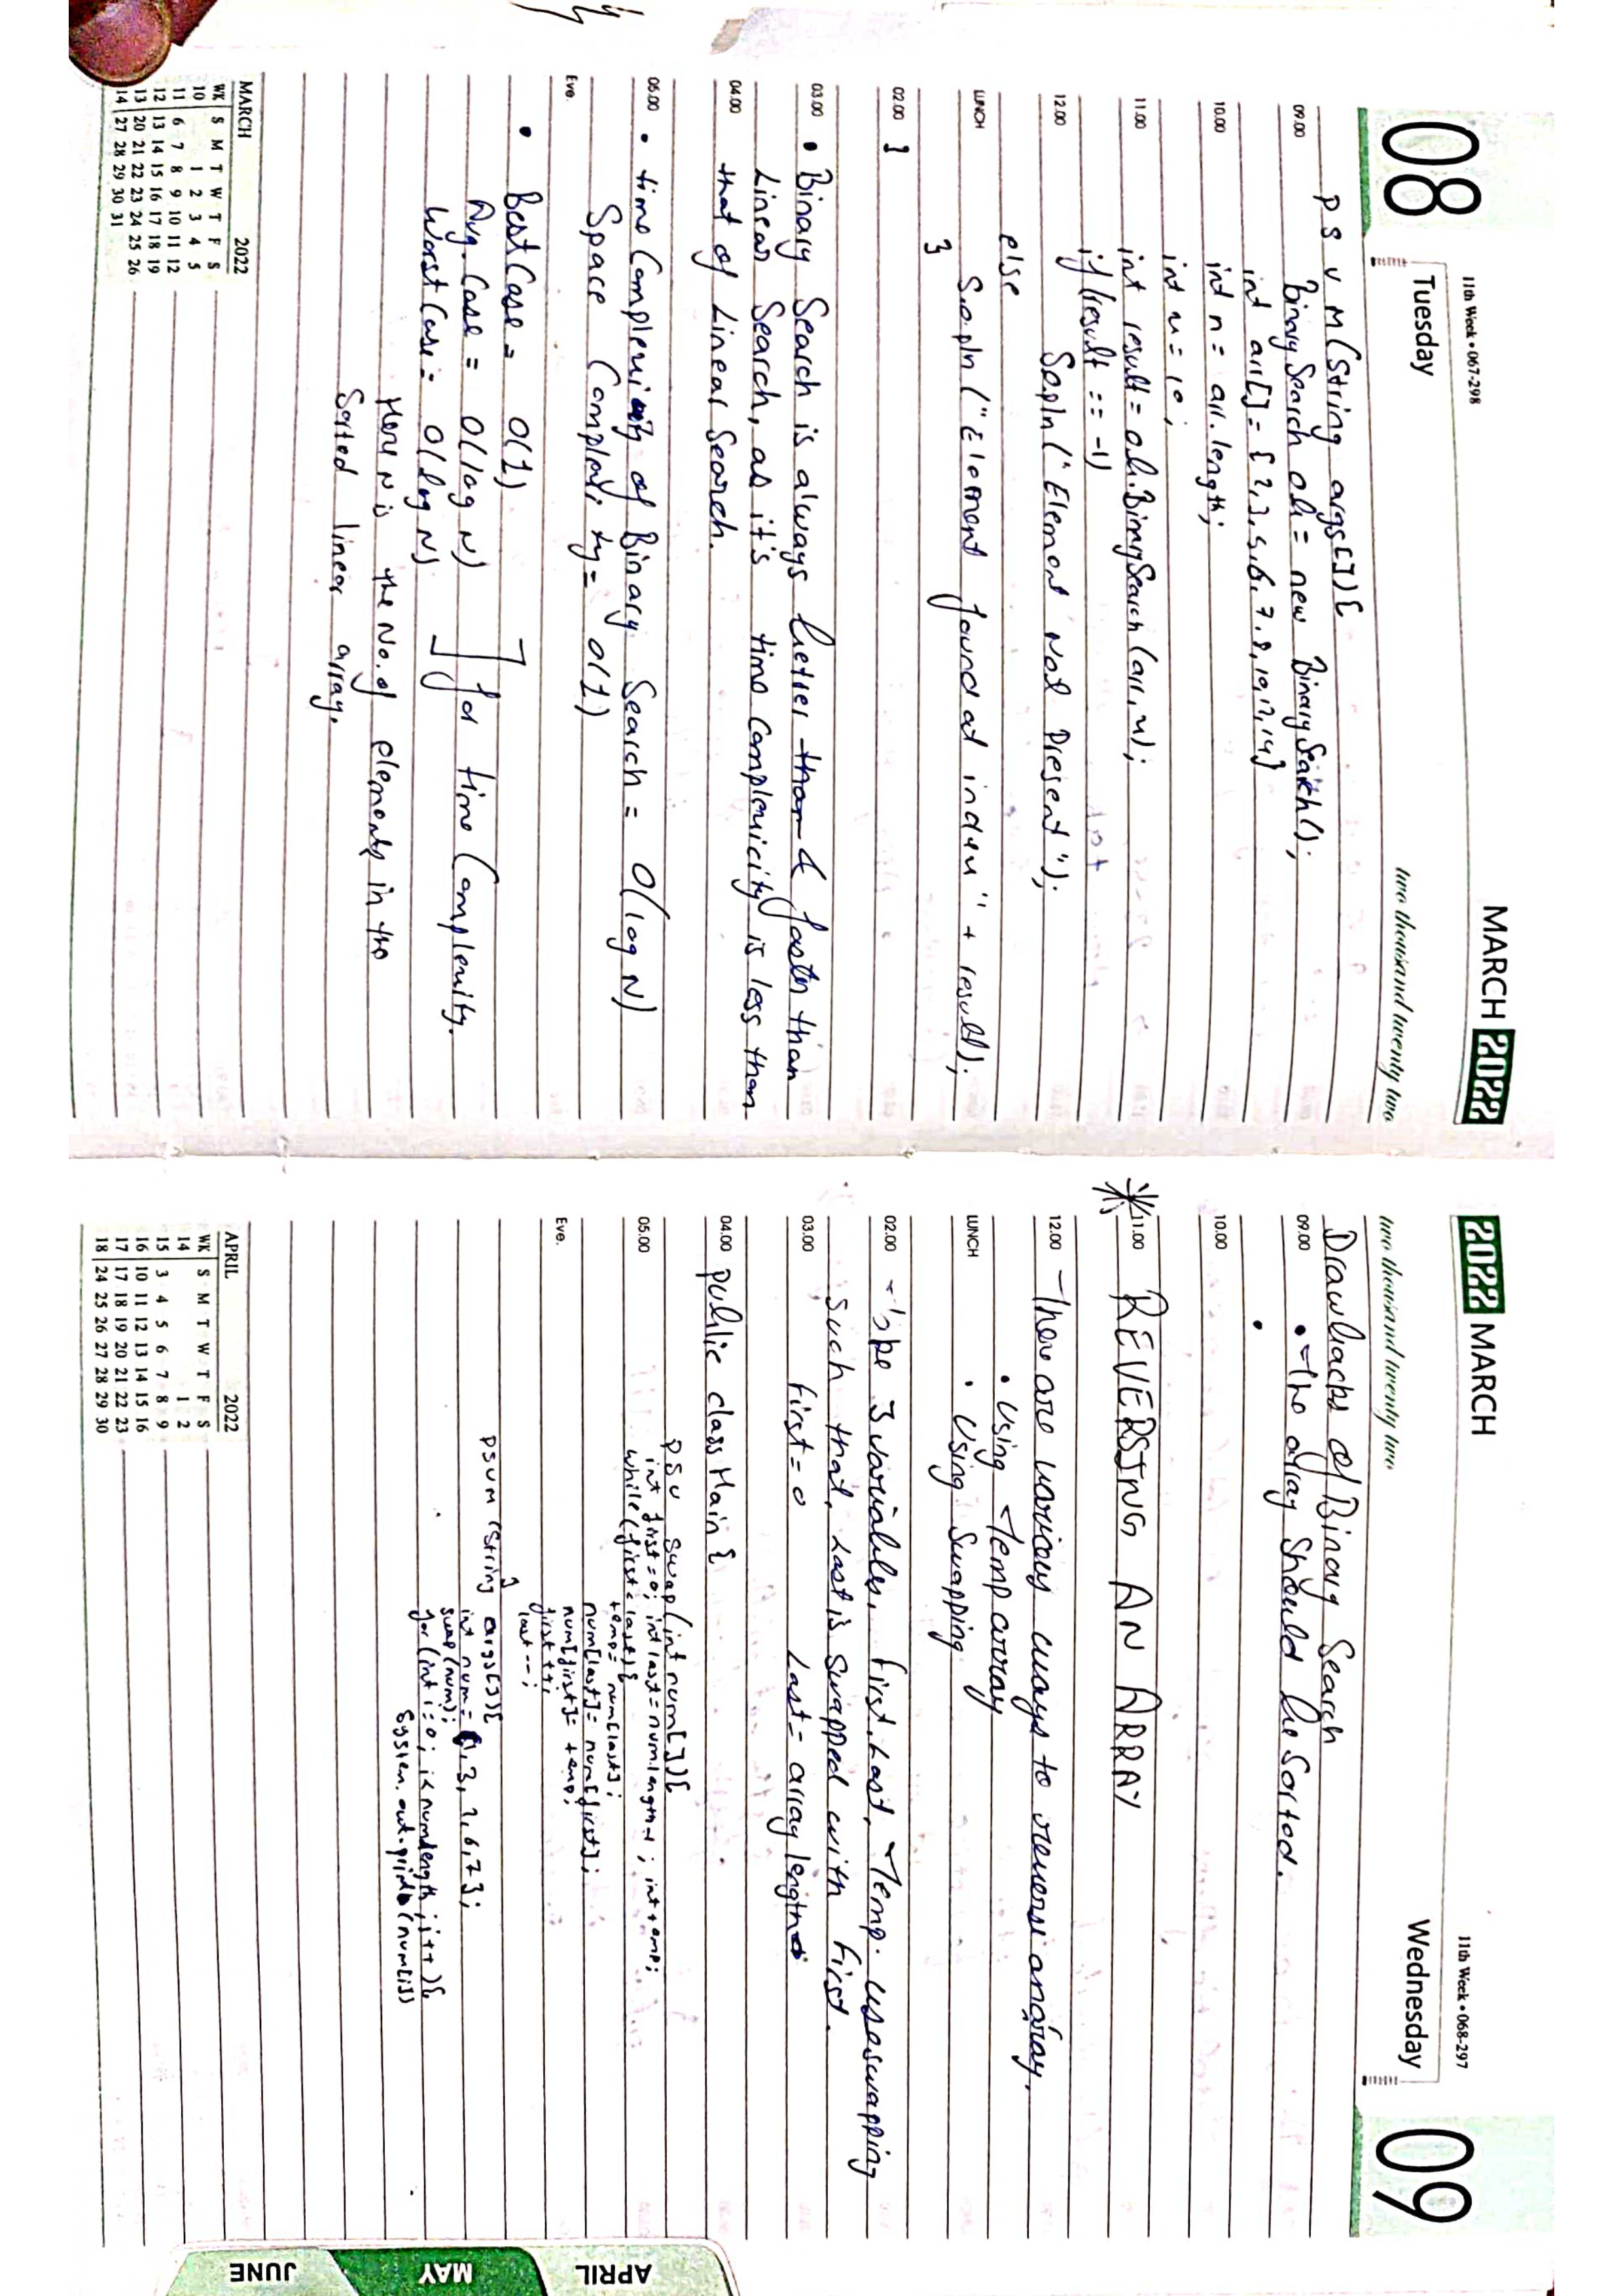 08
11th Week • 067-298
MARCH 2022
Tuesday
two thousand twenty two
P S V M (String args[]){
09.00 Binary Search ob = new Binary Search();
int arr[] = { 2, 3, 5, 6, 7, 8, 10, 12, 14}
10.00 int n = arr.length;
int x = 10;
11.00 int result = ob.BinarySearch (arr, x);
if (result == -1)
12.00 S.o.pln ("Element Not Present");
else
LUNCH S.o.pln ("Element found at index" + result);
}
02.00 }
03.00 • Binary Search is always better than & faster than
Linear Search, as it's time Complexicity is less than
04.00 that of Linear Search.
05.00 • time Complexity of Binary Search = O(log N)
Space Complexity = O(1)
Eve.
• Best Case = O(1)
Avg. Case = O(log N) ] for time Complexity.
Worst Case = O(log N)
Here N is the No. of elements in the
Sorted linear array.
MARCH 2022
WK S M T W T F S
10 1 2 3 4 5
11 6 7 8 9 10 11 12
12 13 14 15 16 17 18 19
13 20 21 22 23 24 25 26
14 27 28 29 30 31
2022 MARCH
11th Week • 068-297
09
Wednesday
two thousand twenty two
Drawbacks of Binary Search
09.00 • The array Should be Sorted.
•
10.00
* 11.00 REVERSING AN ARRAY
12.00 There are various ways to reverse an array.
• Using Temp array
LUNCH • Using Swapping
02.00 Take 3 variables, First, Last, Temp. use swapping
such that, Last is swapped with First.
03.00 First = 0 Last = array length
04.00 public class Main {
P S V swap (int num[]){
05.00 int first = 0; int last = num.length-1; int temp;
while (first < last) {
temp = num[last];
num[last] = num[first];
num[first] = temp;
Eve.
first ++;
last --;
}
P S V M (String args[]){
int num = {1, 3, 2, 6, 7};
swap (num);
for (int i=0; i<num.length; i++){
System.out.println (num[i])
APRIL 2022
WK S M T W T F S
14 1 2
15 3 4 5 6 7 8 9
16 10 11 12 13 14 15 16
17 17 18 19 20 21 22 23
18 24 25 26 27 28 29 30
APRIL
MAY
JUNE